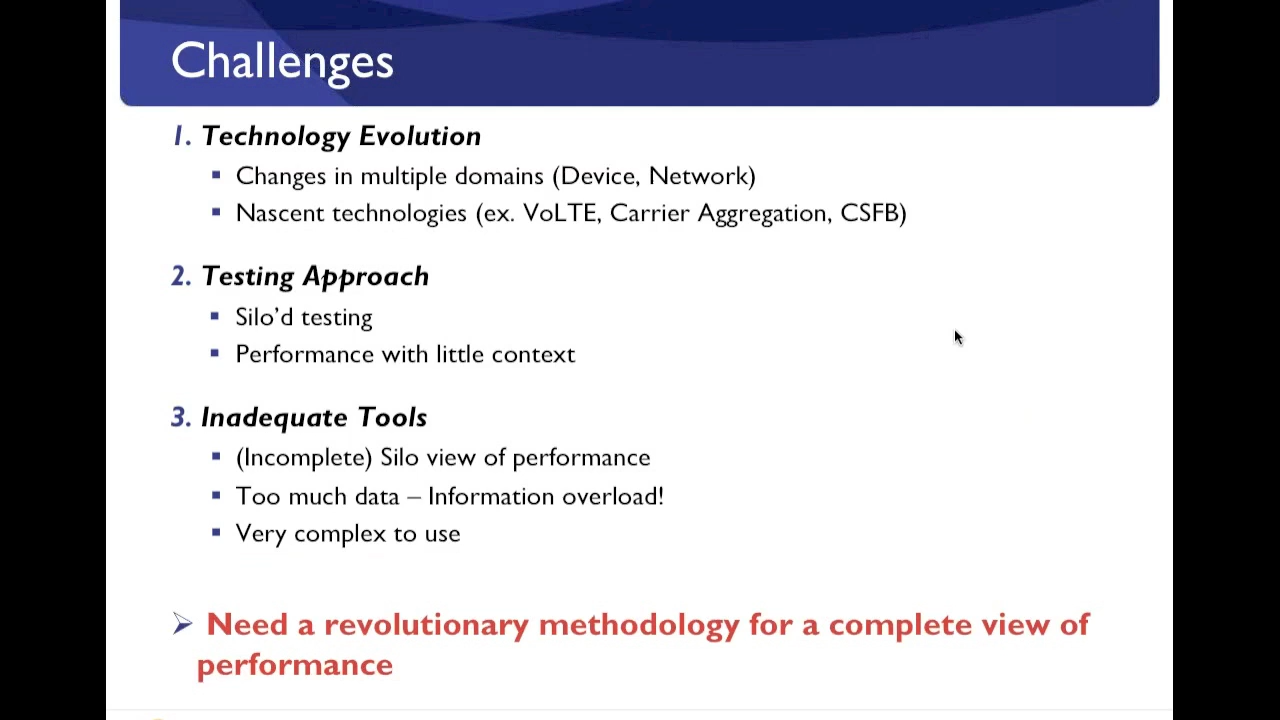 Challenges
1. Technology Evolution
▪ Changes in multiple domains (Device, Network)
▪ Nascent technologies (ex. VoLTE, Carrier Aggregation, CSFB)
2. Testing Approach
▪ Silo’d testing
▪ Performance with little context
3. Inadequate Tools
▪ (Incomplete) Silo view of performance
▪ Too much data – Information overload!
▪ Very complex to use
➢ Need a revolutionary methodology for a complete view of
performance